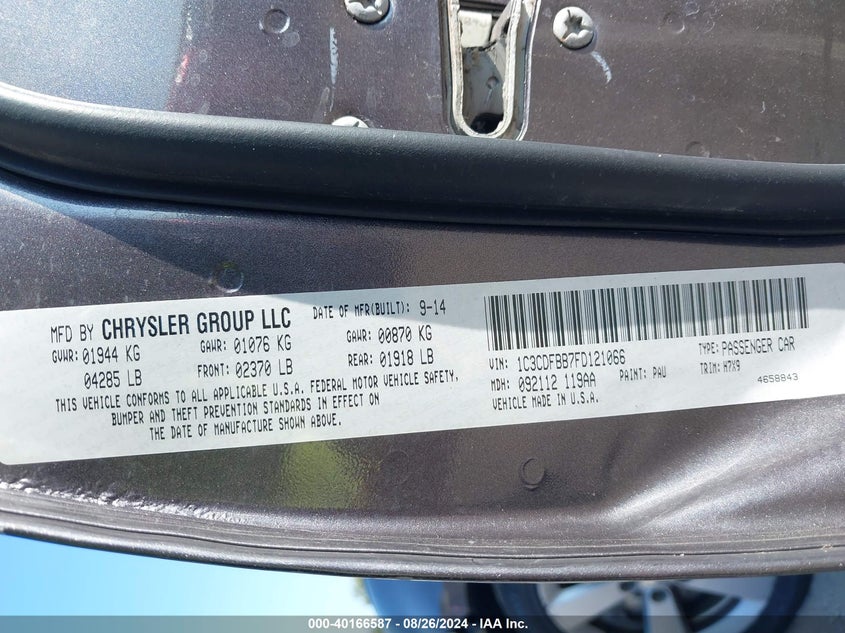 MFD BY CHRYSLER GROUP LLC DATE OF MFR(BUILT): 9-14
GVWR: 01944 KG GAWR: 01076 KG GAWR: 00870 KG
04285 LB FRONT: 02370 LB REAR: 01918 LB
THIS VEHICLE CONFORMS TO ALL APPLICABLE U.S.A. FEDERAL MOTOR VEHICLE SAFETY,
BUMPER AND THEFT PREVENTION STANDARDS IN EFFECT ON
THE DATE OF MANUFACTURE SHOWN ABOVE.
VIN: 1C3CDFBB7FD121066 TYPE: PASSENGER CAR
MDH: 092112 119AA PAINT: PAU TRIM: H7X9
VEHICLE MADE IN U.S.A. 4658843
000-40166587 - 08/26/2024 - IAA Inc.